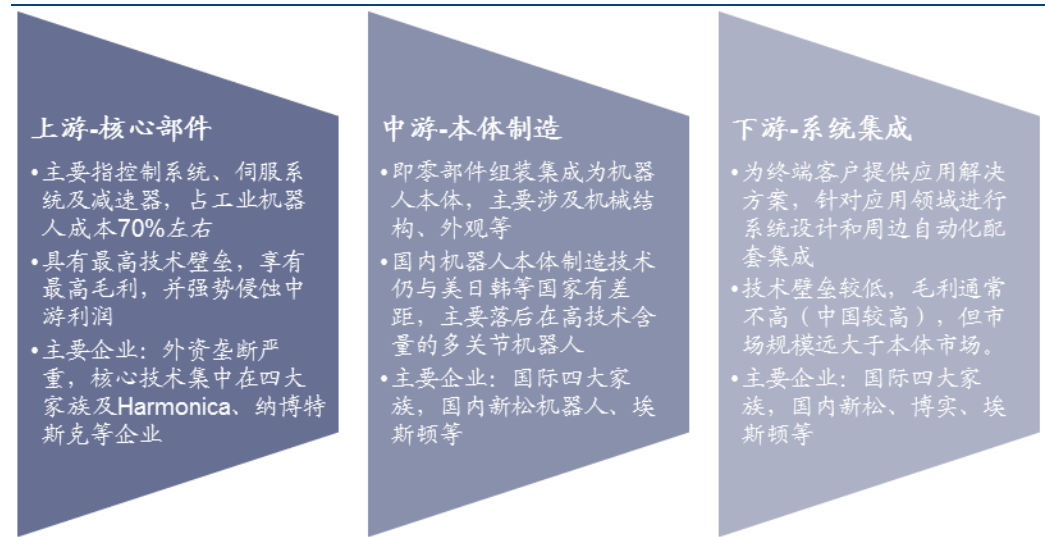 上游-核心部件
•主要指控制系统、伺服系
统及减速器，占工业机器
人成本70%左右
•具有最高技术壁垒，享有
最高毛利，并强势侵蚀中
游利润
•主要企业：外资垄断严
重，核心技术集中在四大
家族及Harmonica、纳博特
斯克等企业
中游-本体制造
•即零部件组装集成为机器
人本体，主要涉及机械结
构、外观等
•国内机器人本体制造技术
仍与美日韩等国家有差
距，主要落后在高技术含
量的多关节机器人
•主要企业：国际四大家
族，国内新松机器人、埃
斯顿等
下游-系统集成
•为终端客户提供应用解决
方案，针对应用领域进行
系统设计和周边自动化配
套集成
•技术壁垒较低，毛利通常
不高（中国较高），但市
场规模远大于本体市场。
•主要企业：国际四大家
族，国内新松、博实、埃
斯顿等